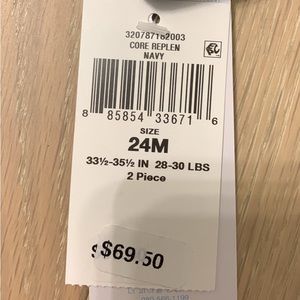 320787162003
CORE REPLEN
NAVY
8 85854 33671 6
SIZE
24M
33½-35½ IN 28-30 LBS
2 Piece
$69.50